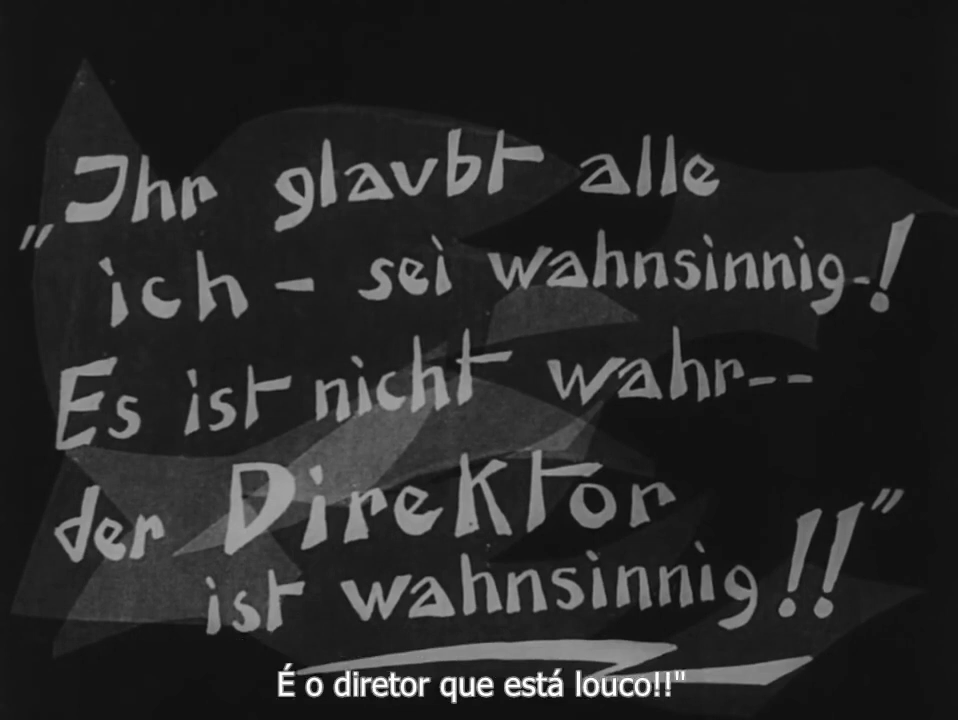 „Ihr glaubt alle
ich – sei wahnsinnig-!
Es ist nicht wahr--
der Direktor
ist wahnsinnig!!”
É o diretor que está louco!!"